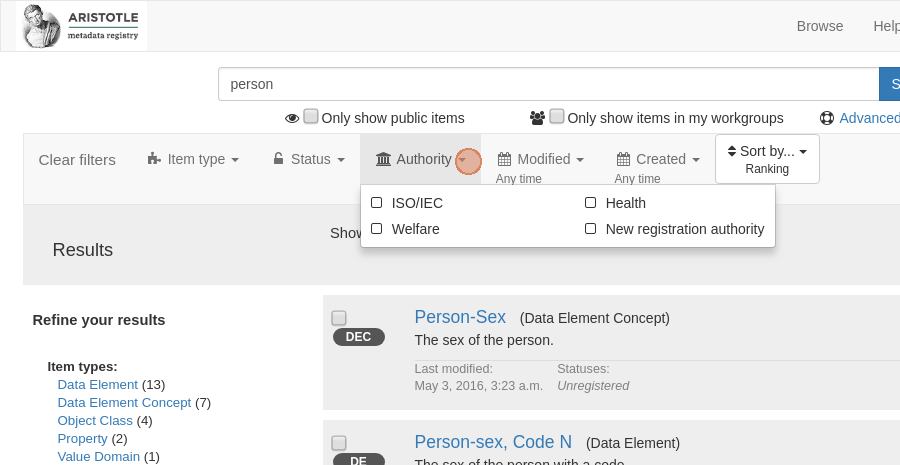 ARISTOTLE
metadata registry
Browse
Help
person
S
Only show public items
Only show items in my workgroups
Advanced
Clear filters
Item type
Status
Authority
Modified
Any time
Created
Any time
Sort by...
Ranking
ISO/IEC
Health
Welfare
New registration authority
Results
Show
Refine your results
Item types:
Data Element (13)
Data Element Concept (7)
Object Class (4)
Property (2)
Value Domain (1)
DEC
Person-Sex (Data Element Concept)
The sex of the person.
Last modified:
May 3, 2016, 3:23 a.m.
Statuses:
Unregistered
DE
Person-sex, Code N (Data Element)
The sex of the person with a code.